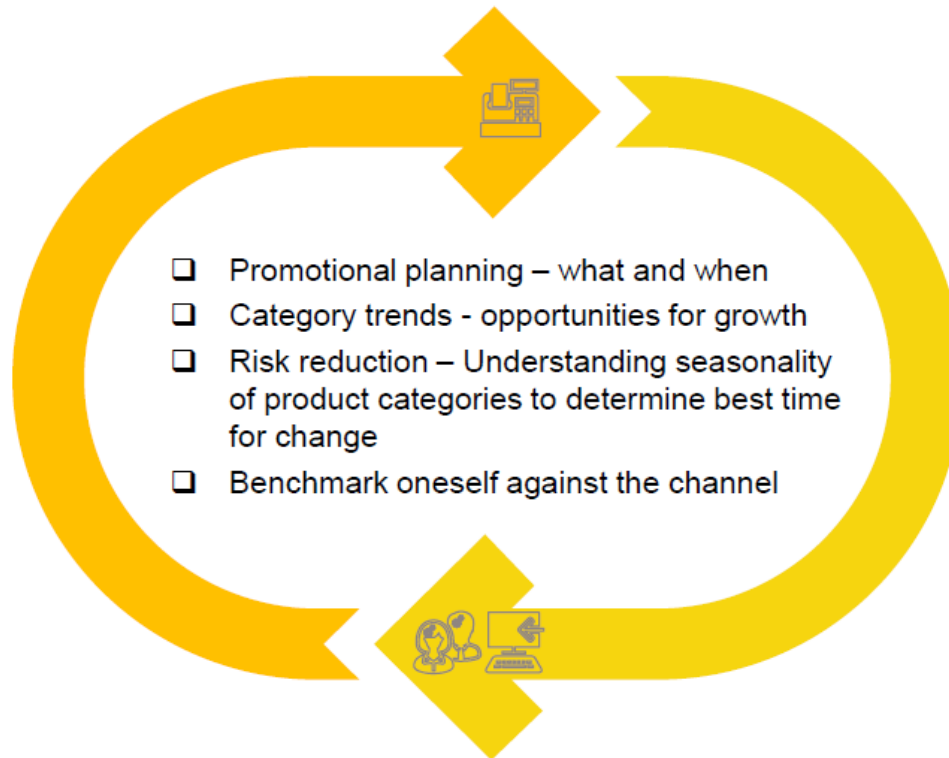 ❑ Promotional planning – what and when
❑ Category trends - opportunities for growth
❑ Risk reduction – Understanding seasonality
of product categories to determine best time
for change
❑ Benchmark oneself against the channel